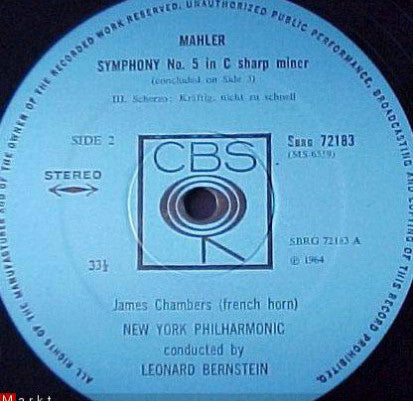 ALL RIGHTS OF THE MANUFACTURER AND OF THE OWNER OF THE RECORDED WORK RESERVED. UNAUTHORIZED PUBLIC PERFORMANCE, BROADCASTING AND COPYING OF THIS RECORD PROHIBITED.
MAHLER
SYMPHONY No. 5 in C sharp minor
(concluded on Side 3)
III. Scherzo: Kräftig, nicht zu schnell
SIDE 2
CBS
SBRG 72183
STEREO
33⅓
SBRG 72183 A
℗ 1964
James Chambers (french horn)
NEW YORK PHILHARMONIC
conducted by
LEONARD BERNSTEIN
Markt